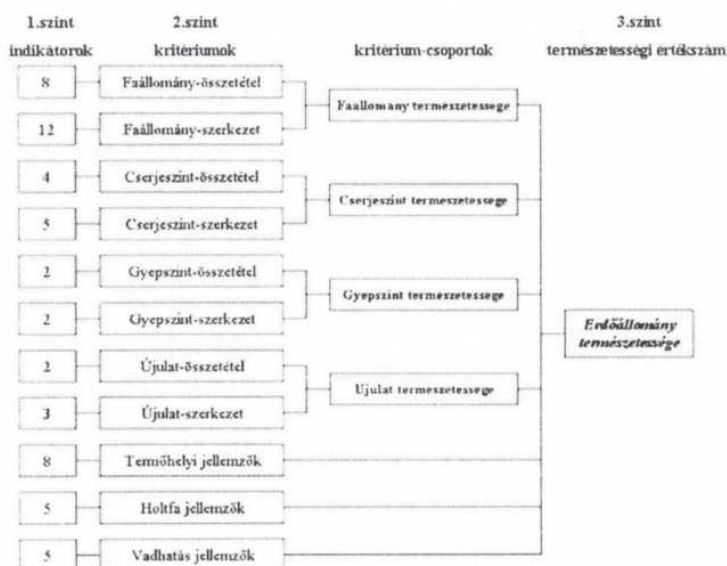 1.szint 2.szint 3.szint
indikátorok kritériumok kritérium-csoportok természetességi értékszám
8 Faállomány-összetétel
Faállomány természetessége
12 Faállomány-szerkezet
4 Cserjeszint-összetétel
Cserjeszint természetessége
5 Cserjeszint-szerkezet
2 Gyepszint-összetétel
Gyepszint természetessége
2 Gyepszint-szerkezet
Erdőállomány
természetessége
2 Újulat-összetétel
Ujulat természetessége
3 Újulat-szerkezet
8 Termőhelyi jellemzők
5 Holtfa jellemzők
5 Vadhatás jellemzők